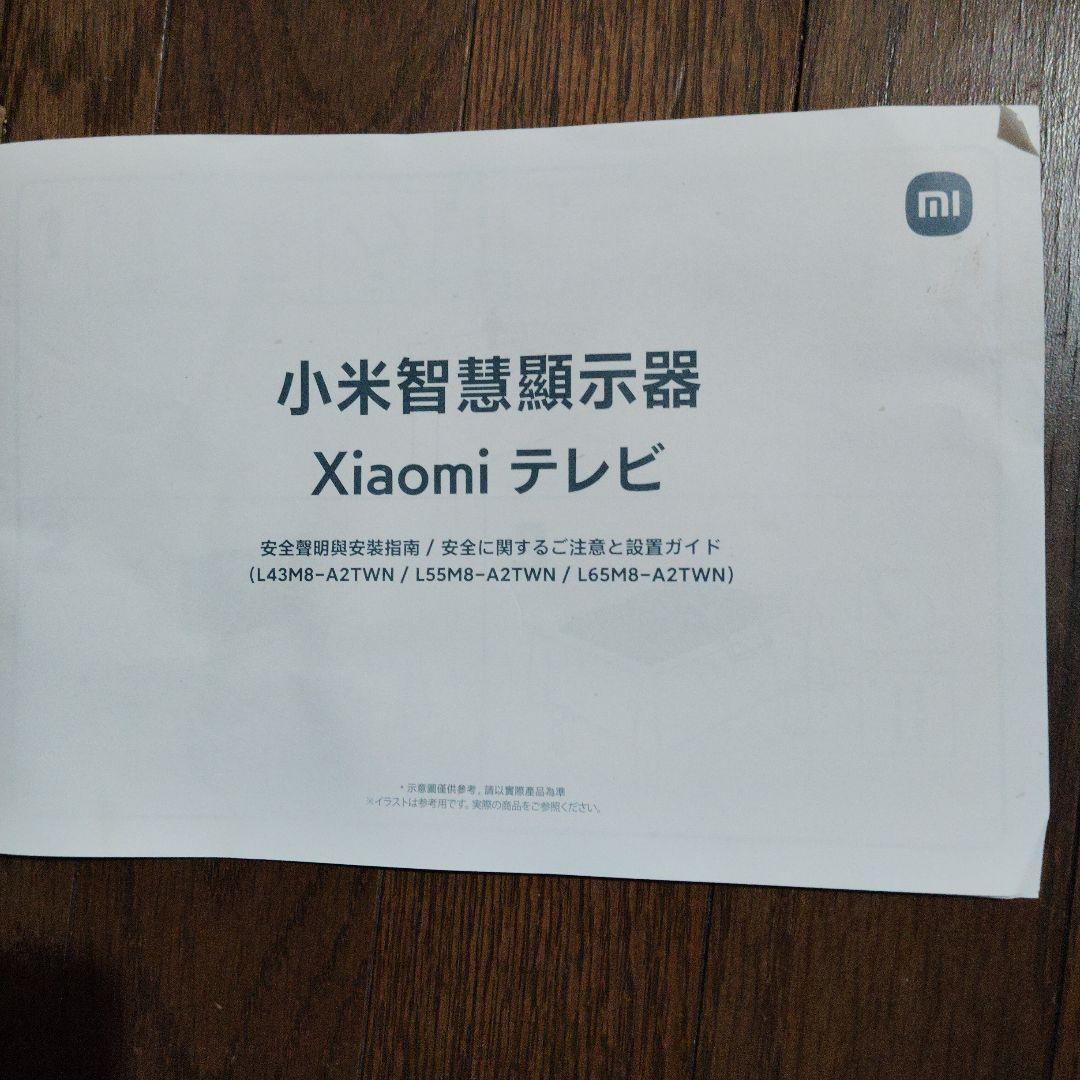 mi
小米智慧顯示器
Xiaomi テレビ
安全聲明與安裝指南 / 安全に関するご注意と設置ガイド
(L43M8-A2TWN / L55M8-A2TWN / L65M8-A2TWN)
* 示意圖僅供參考, 請以實際產品為準
※イラストは参考用です。実際の商品をご参照ください。